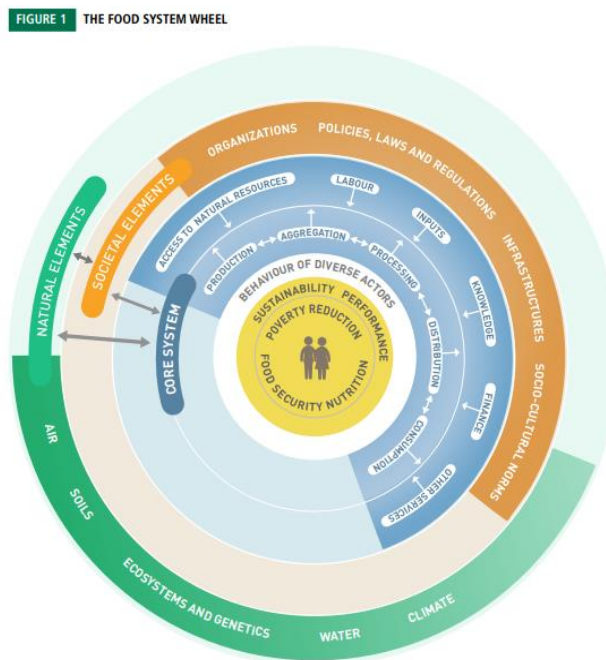 FIGURE 1 THE FOOD SYSTEM WHEEL
NATURAL ELEMENTS
SOCIETAL ELEMENTS
CORE SYSTEM
ORGANIZATIONS
POLICIES, LAWS AND REGULATIONS
INFRASTRUCTURES
SOCIO-CULTURAL NORMS
ACCESS TO NATURAL RESOURCES
LABOUR
INPUTS
KNOWLEDGE
FINANCE
OTHER SERVICES
PRODUCTION
AGGREGATION
PROCESSING
DISTRIBUTION
CONSUMPTION
BEHAVIOUR OF DIVERSE ACTORS
SUSTAINABILITY PERFORMANCE
POVERTY REDUCTION
FOOD SECURITY NUTRITION
AIR
SOILS
ECOSYSTEMS AND GENETICS
WATER
CLIMATE